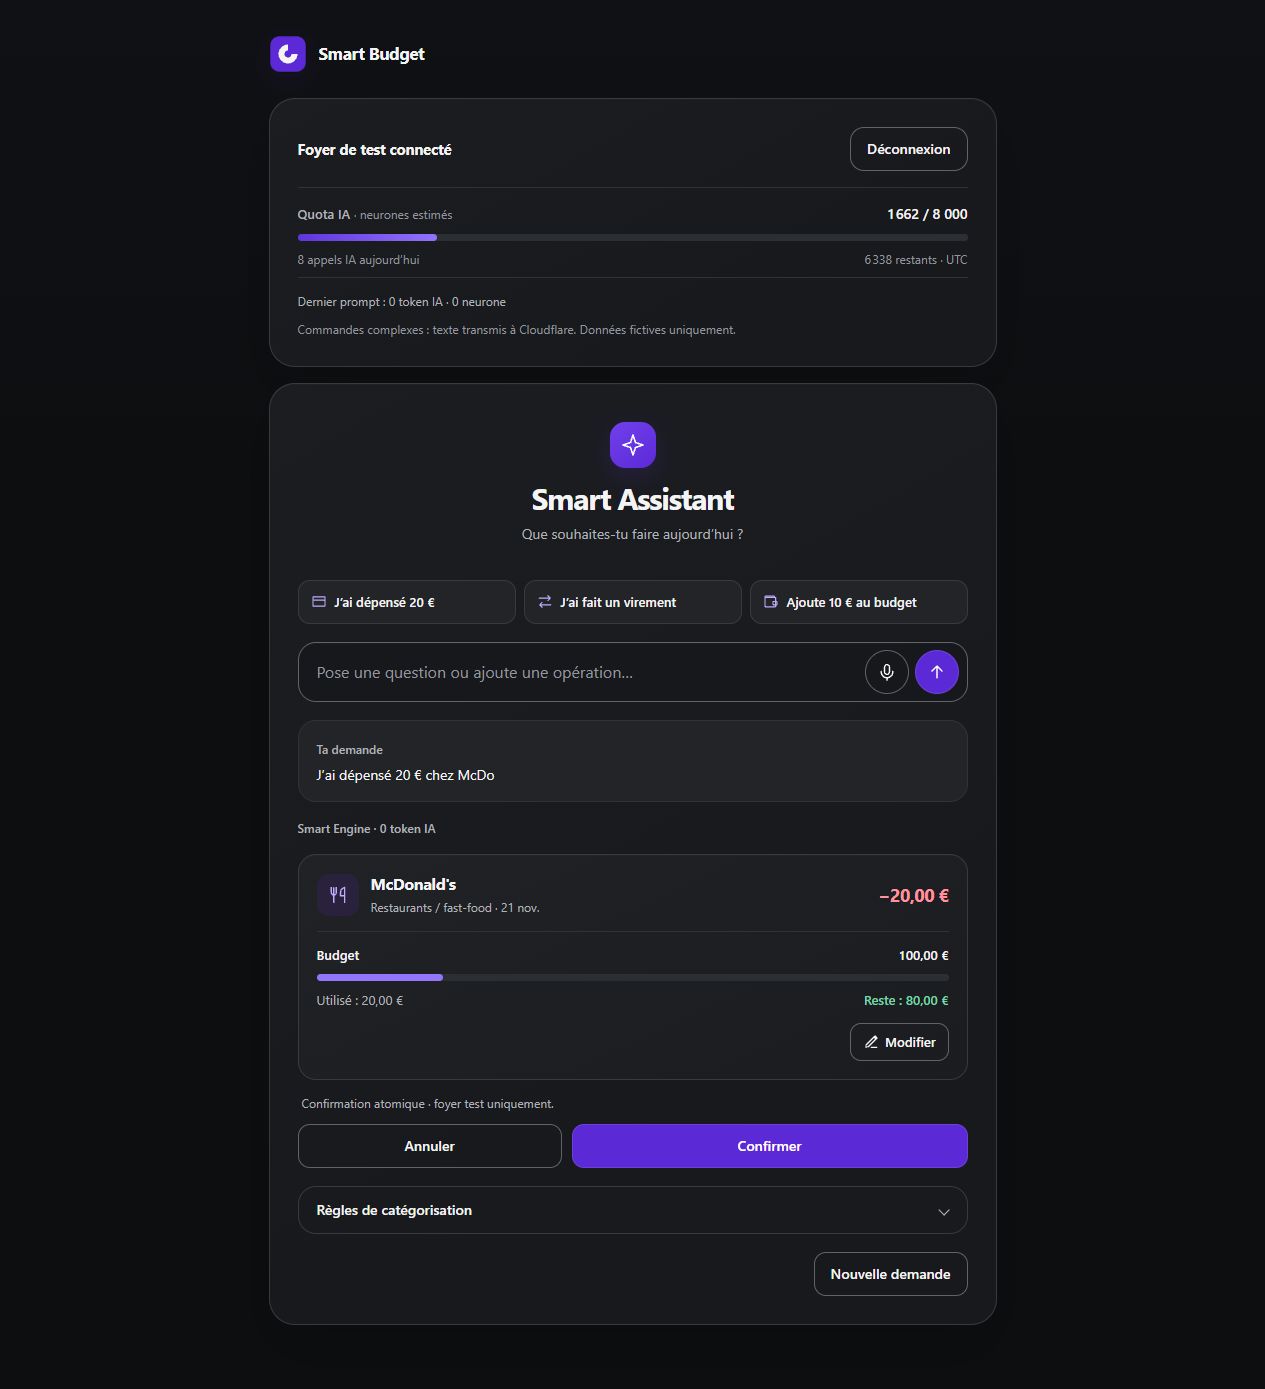 Smart Budget
Foyer de test connecté
Déconnexion
Quota IA · neurones estimés
1 662 / 8 000
8 appels IA aujourd’hui
6 338 restants · UTC
Dernier prompt : 0 token IA · 0 neurone
Commandes complexes : texte transmis à Cloudflare. Données fictives uniquement.
Smart Assistant
Que souhaites-tu faire aujourd’hui ?
J’ai dépensé 20 €
J’ai fait un virement
Ajoute 10 € au budget
Pose une question ou ajoute une opération…
Ta demande
J’ai dépensé 20 € chez McDo
Smart Engine · 0 token IA
McDonald’s
Restaurants / fast-food · 21 nov.
−20,00 €
Budget
100,00 €
Utilisé : 20,00 €
Reste : 80,00 €
Modifier
Confirmation atomique · foyer test uniquement.
Annuler
Confirmer
Règles de catégorisation
Nouvelle demande